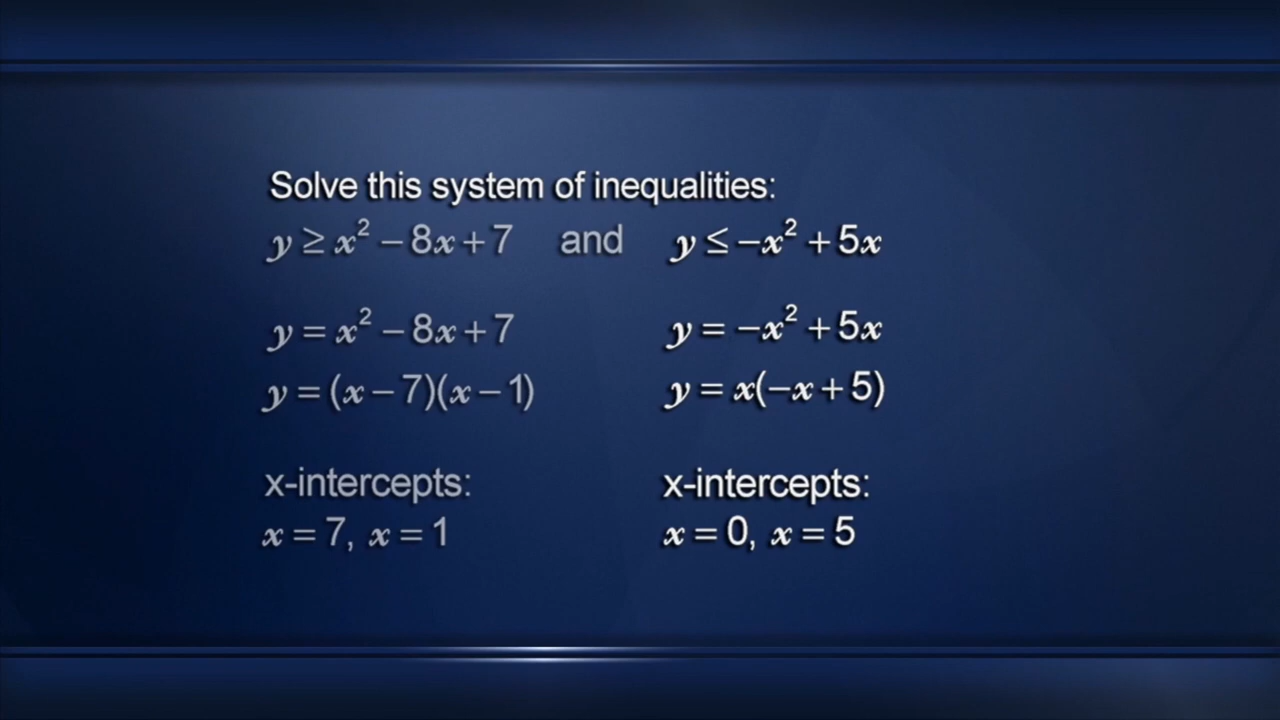 Solve this system of inequalities:
y ≥ x² – 8x + 7 and y ≤ –x² + 5x
y = x² – 8x + 7 y = –x² + 5x
y = (x – 7)(x – 1) y = x(–x + 5)
x-intercepts: x-intercepts:
x = 7, x = 1 x = 0, x = 5